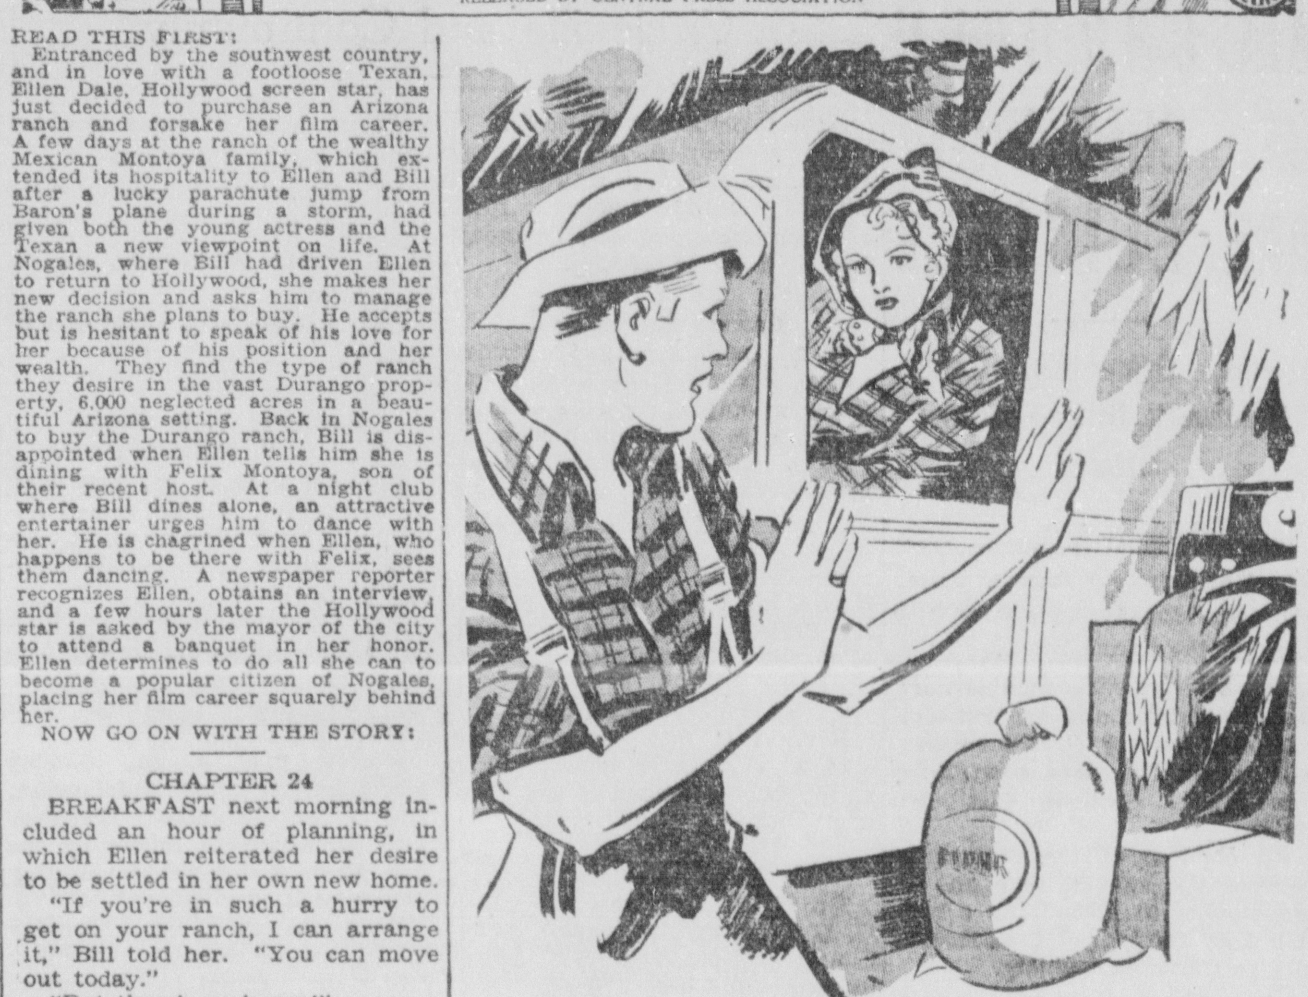 RELEASED BY CENTRAL PRESS ASSOCIATION
READ THIS FIRST:
Entranced by the southwest country,
and in love with a footloose Texan,
Ellen Dale, Hollywood screen star, has
just decided to purchase an Arizona
ranch and forsake her film career.
A few days at the ranch of the wealthy
Mexican Montoya family, which ex-
tended its hospitality to Ellen and Bill
after a lucky parachute jump from
Baron's plane during a storm, had
given both the young actress and the
Texan a new viewpoint on life. At
Nogales, where Bill had driven Ellen
to return to Hollywood, she makes her
new decision and asks him to manage
the ranch she plans to buy. He accepts
but is hesitant to speak of his love for
her because of his position and her
wealth. They find the type of ranch
they desire in the vast Durango prop-
erty, 6,000 neglected acres in a beau-
tiful Arizona setting. Back in Nogales
to buy the Durango ranch, Bill is dis-
appointed when Ellen tells him she is
dining with Felix Montoya, son of
their recent host. At a night club
where Bill dines alone, an attractive
entertainer urges him to dance with
her. He is chagrined when Ellen, who
happens to be there with Felix, sees
them dancing. A newspaper reporter
recognizes Ellen, obtains an interview,
and a few hours later the Hollywood
star is asked by the mayor of the city
to attend a banquet in her honor.
Ellen determines to do all she can to
become a popular citizen of Nogales,
placing her film career squarely behind
her.
NOW GO ON WITH THE STORY:
CHAPTER 24
BREAKFAST next morning in-
cluded an hour of planning, in
which Ellen reiterated her desire
to be settled in her own new home.
"If you're in such a hurry to
get on your ranch, I can arrange
it," Bill told her. "You can move
out today."